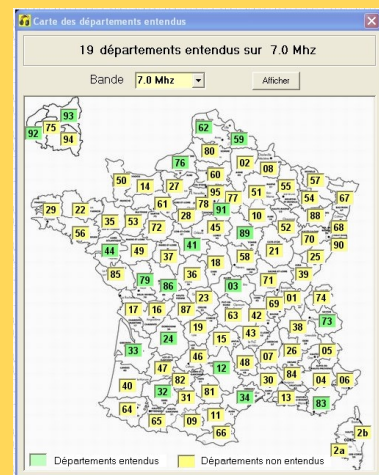 Carte des départements entendus
19 départements entendus sur 7.0 Mhz
Bande 7.0 Mhz Afficher
93
92 75
94
62
59
80
76 02 08
60
50 14 27 95 51 55 57
61 78 77 54 67
29 22 28 91 10 88 68
35 53 72 45 89 52 70 90
56 41
44 49 37 18 58 21 25
85 36 71 39
79 86 03
17 16 87 23 69 01 74
63 42
24 19 15 43 38 73
33 46 48 07 26 05
47 12
40 82 30 84 04 06
32 31 81 34 13 83
64 65 09 11
66
2b
2a
Départements entendus Départements non entendus